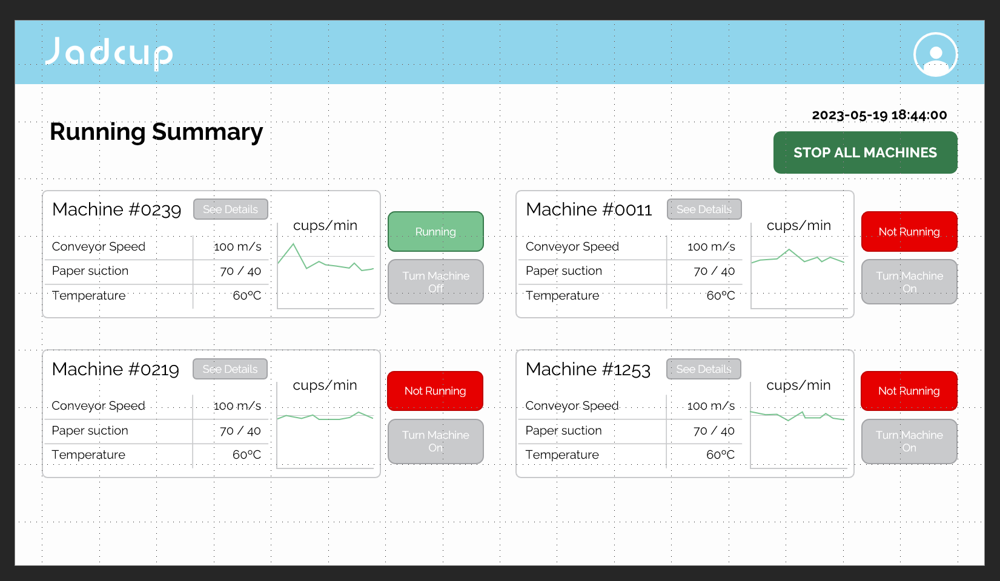 Jadcup
2023-05-19 18:44:00
Running Summary
STOP ALL MACHINES
Machine #0239
See Details
cups/min
Conveyor Speed 100 m/s
Paper suction 70 / 40
Temperature 60ºC
Running
Turn Machine
Off
Machine #0011
See Details
cups/min
Conveyor Speed 100 m/s
Paper suction 70 / 40
Temperature 60ºC
Not Running
Turn Machine
On
Machine #0219
See Details
cups/min
Conveyor Speed 100 m/s
Paper suction 70 / 40
Temperature 60ºC
Not Running
Turn Machine
On
Machine #1253
See Details
cups/min
Conveyor Speed 100 m/s
Paper suction 70 / 40
Temperature 60ºC
Not Running
Turn Machine
On